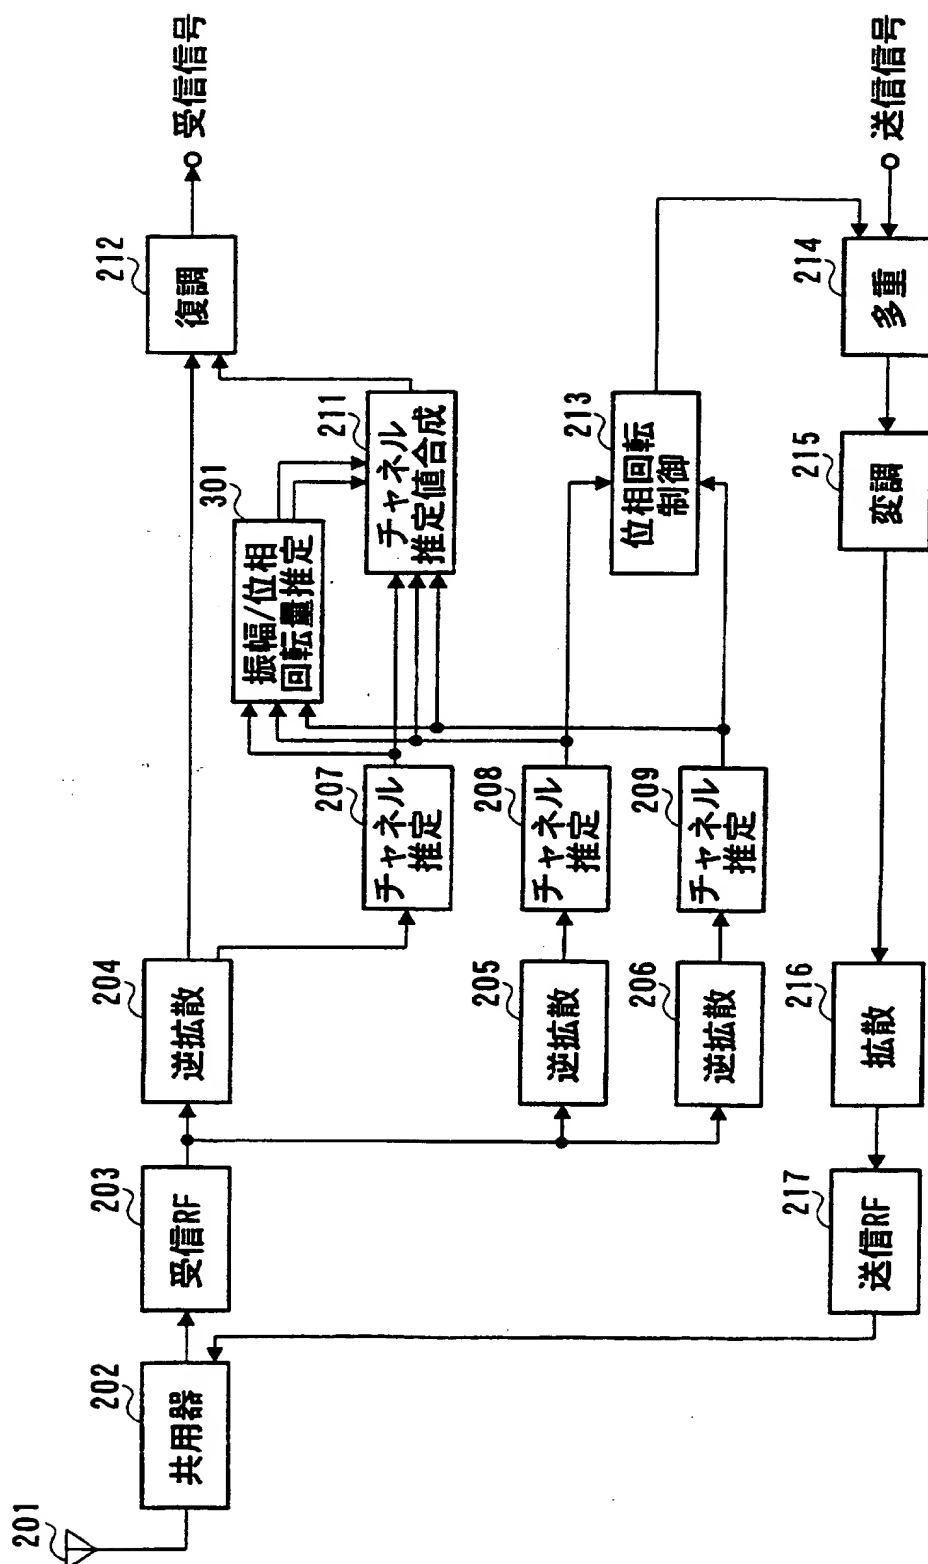 201
202
共用器
203
受信RF
204
逆拡散
205
逆拡散
206
逆拡散
207
チャネル
推定
208
チャネル
推定
209
チャネル
推定
301
振幅/位相
回転量推定
211
チャネル
推定値合成
212
復調
受信信号
213
位相回転
制御
送信信号
214
多重
215
変調
216
拡散
217
送信RF